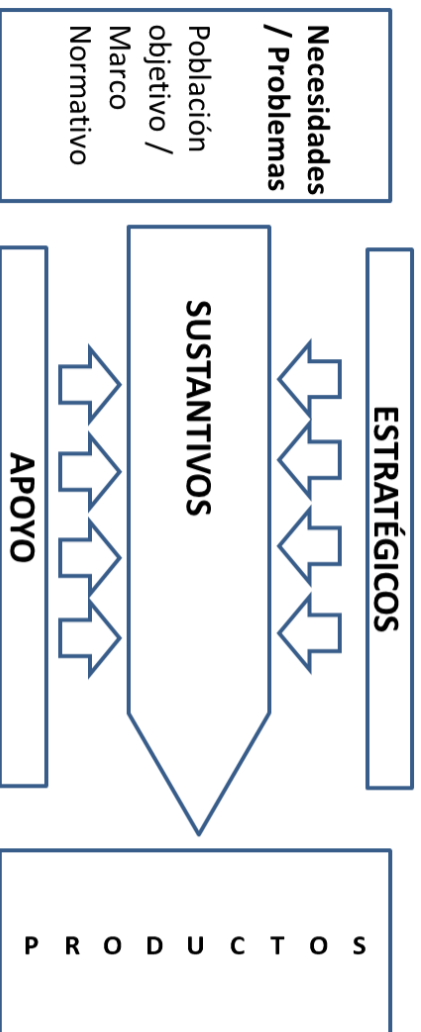 Necesidades
/ Problemas
Población
objetivo /
Marco
Normativo
ESTRATÉGICOS
SUSTANTIVOS
APOYO
P R O D U C T O S